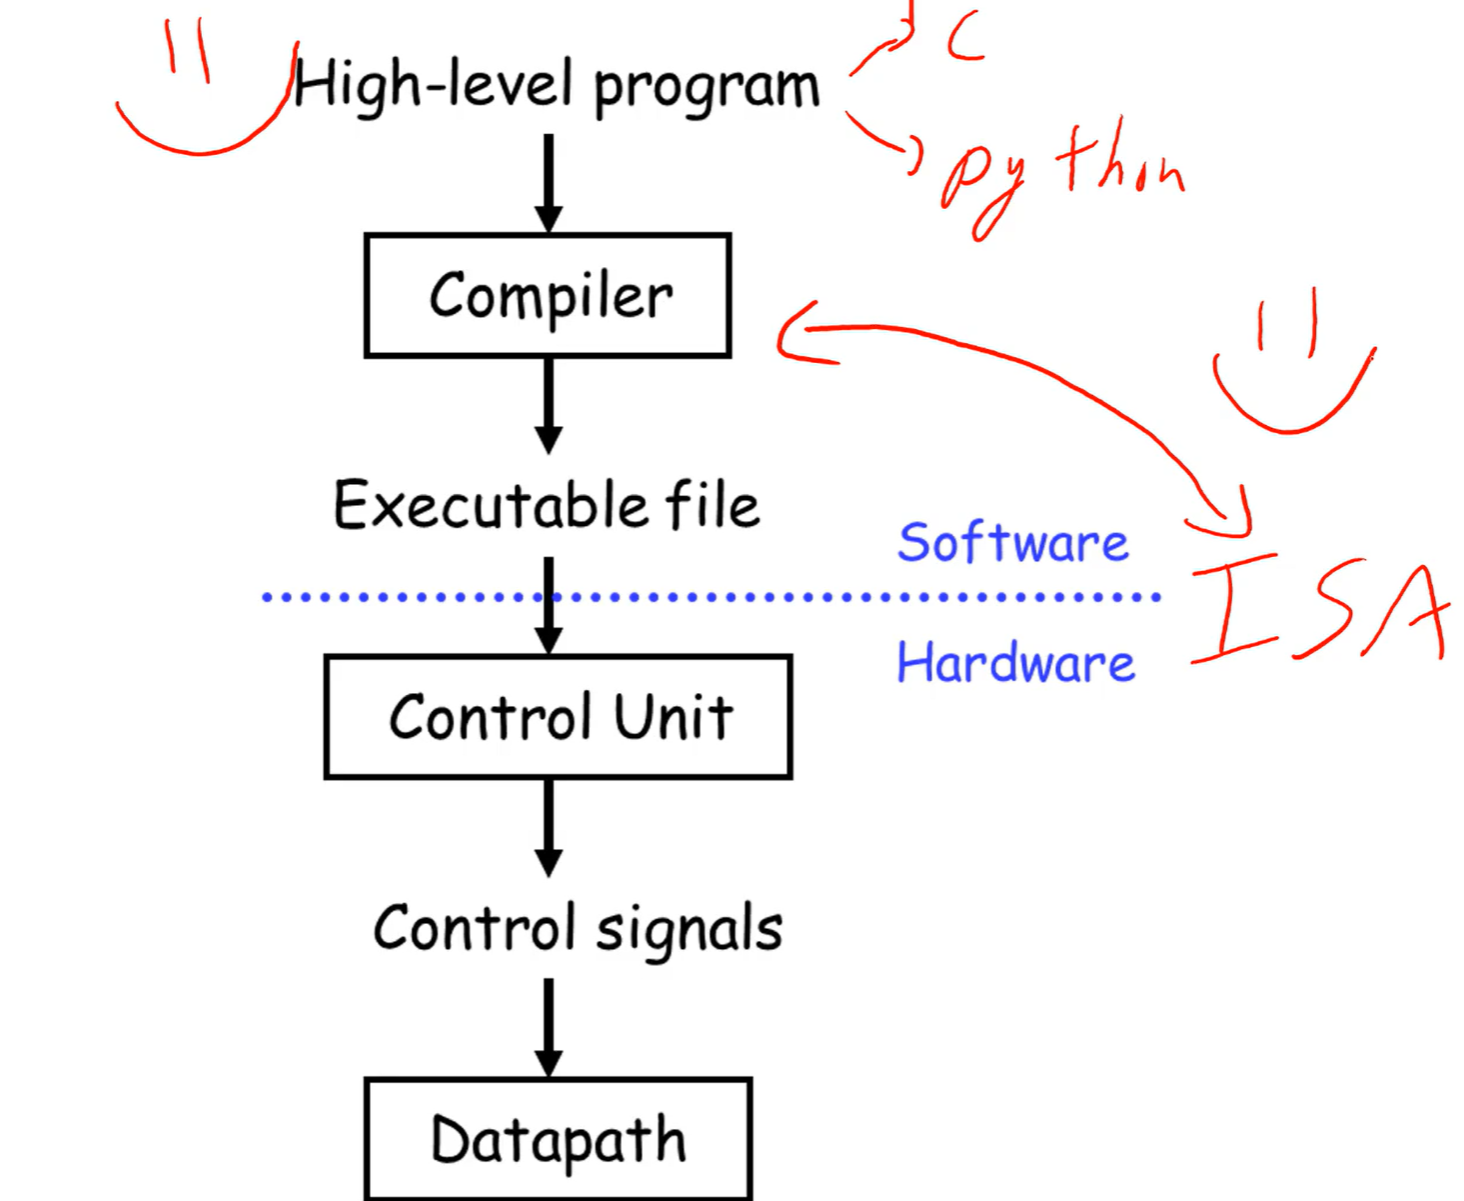 High-level program
C
python
Compiler
Executable file
Software
ISA
Hardware
Control Unit
Control signals
Datapath